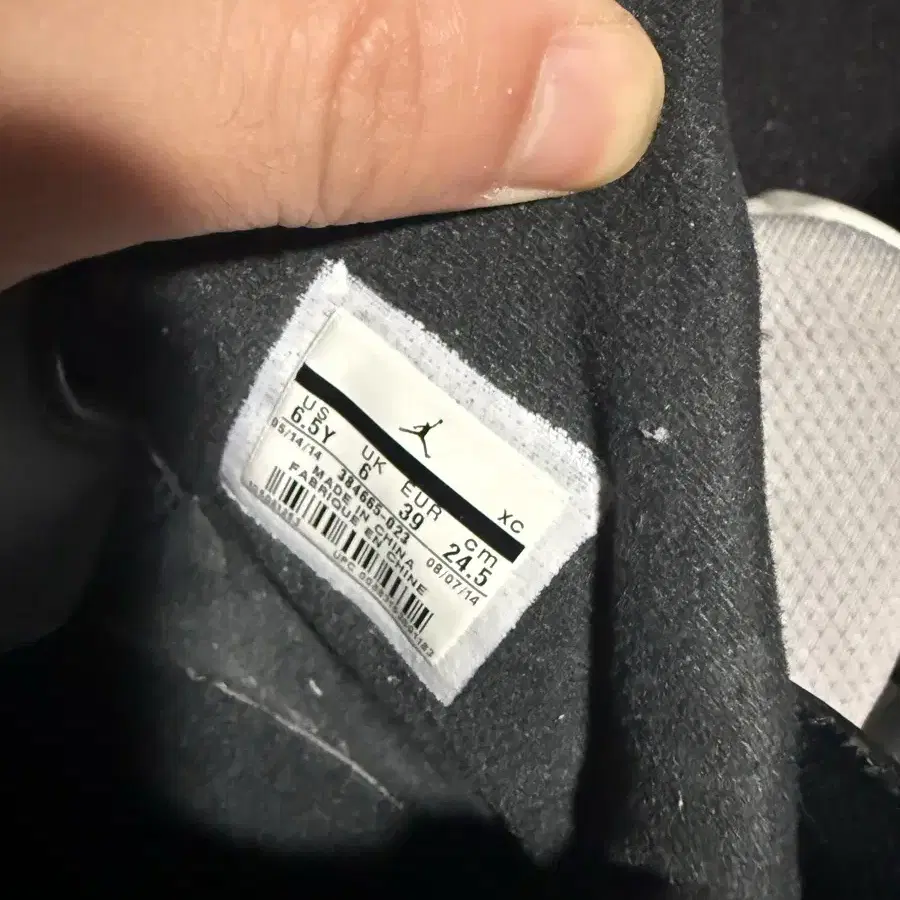 XC
US UK EUR cm
6.5Y 6 39 24.5
05/14/14 384665-023 08/07/14
MADE IN CHINA
FABRIQUE EN CHINE